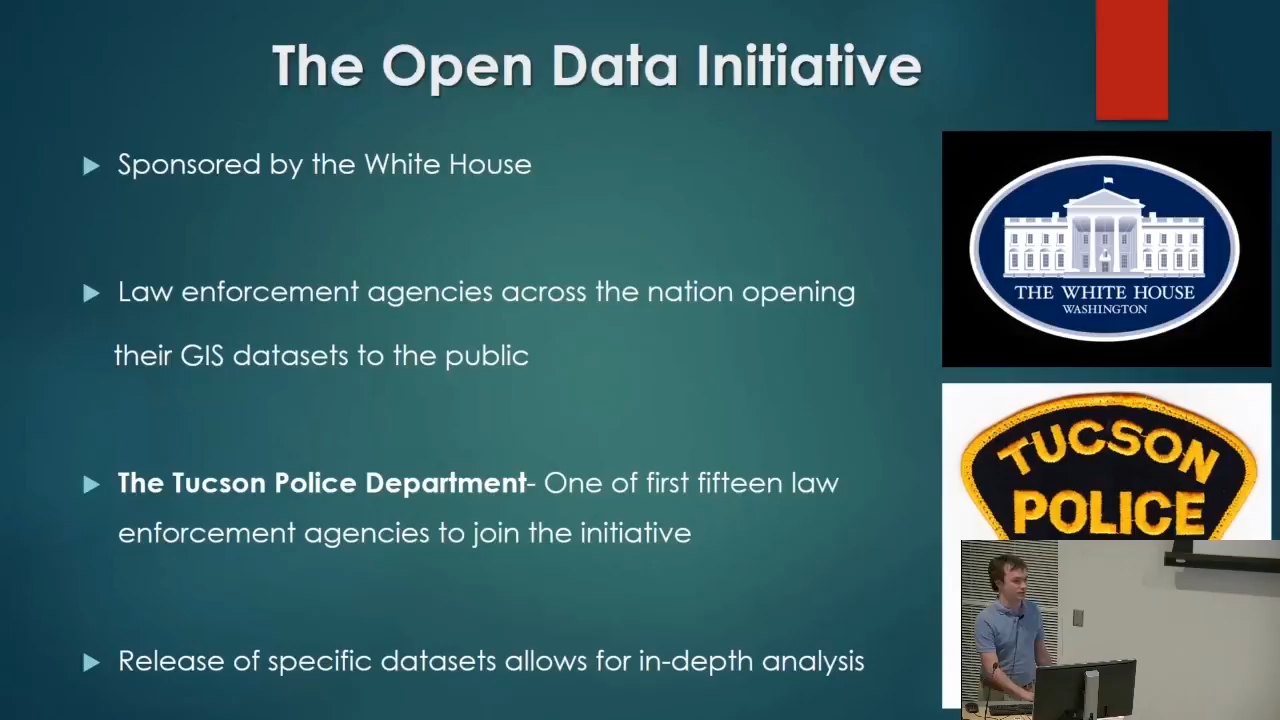 The Open Data Initiative
Sponsored by the White House
Law enforcement agencies across the nation opening
their GIS datasets to the public
The Tucson Police Department- One of first fifteen law
enforcement agencies to join the initiative
Release of specific datasets allows for in-depth analysis
THE WHITE HOUSE
WASHINGTON
TUCSON
POLICE